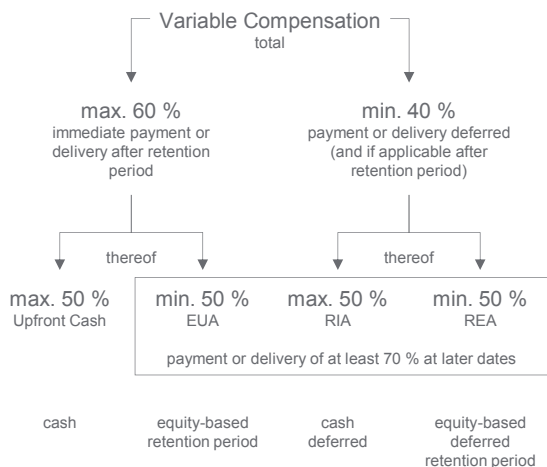 Variable Compensation
total
max. 60 %
immediate payment or
delivery after retention
period
min. 40 %
payment or delivery deferred
(and if applicable after
retention period)
thereof
thereof
max. 50 %
Upfront Cash
min. 50 %
EUA
max. 50 %
RIA
min. 50 %
REA
payment or delivery of at least 70 % at later dates
cash
equity-based
retention period
cash
deferred
equity-based
deferred
retention period